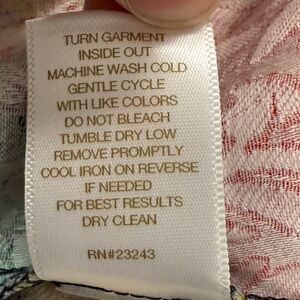 TURN GARMENT
INSIDE OUT
MACHINE WASH COLD
GENTLE CYCLE
WITH LIKE COLORS
DO NOT BLEACH
TUMBLE DRY LOW
REMOVE PROMPTLY
COOL IRON ON REVERSE
IF NEEDED
FOR BEST RESULTS
DRY CLEAN
RN#23243